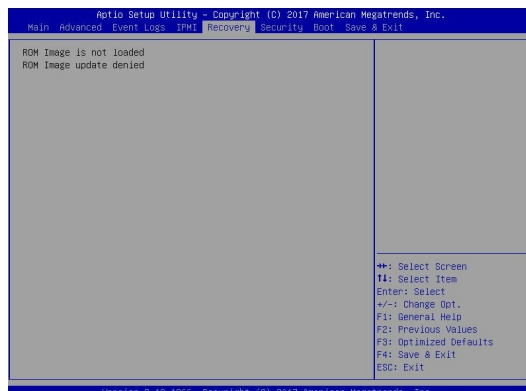 Aptio Setup Utility – Copyright (C) 2017 American Megatrends, Inc.
Main Advanced Event Logs IPMI Recovery Security Boot Save & Exit
ROM Image is not loaded
ROM Image update denied
→←: Select Screen
↑↓: Select Item
Enter: Select
+/-: Change Opt.
F1: General Help
F2: Previous Values
F3: Optimized Defaults
F4: Save & Exit
ESC: Exit
Copyright (C) 2017 American Megatrends, Inc.